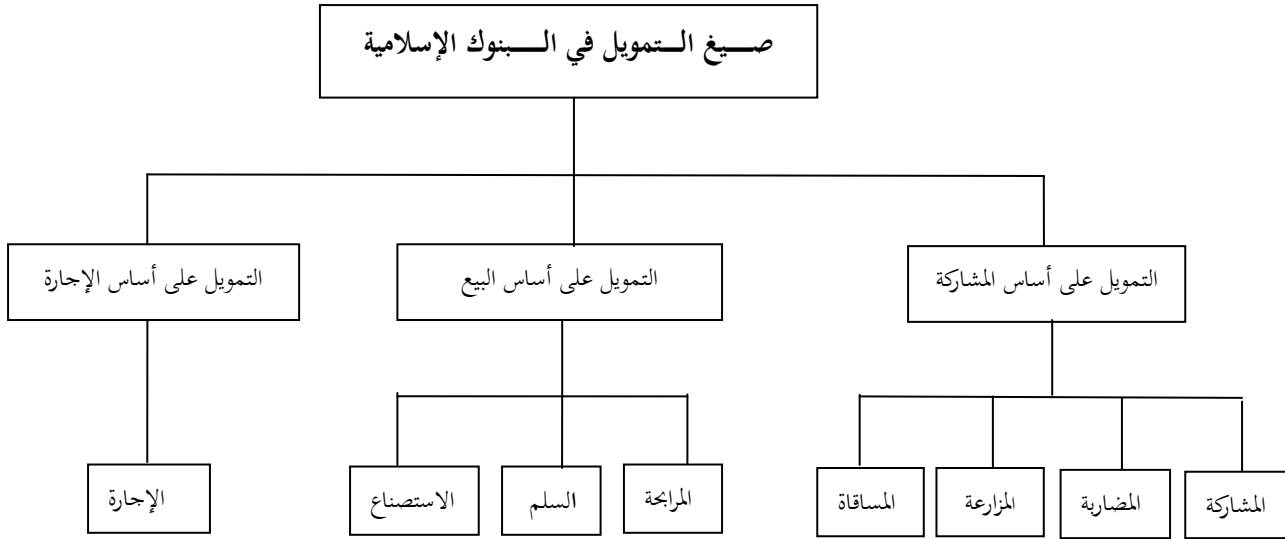 صيغ التمويل في البنوك الإسلامية
التمويل على أساس المشاركة
التمويل على أساس البيع
التمويل على أساس الإجارة
المشاركة
المضاربة
المزارعة
المساقاة
المرابحة
السلم
الاستصناع
الإجارة